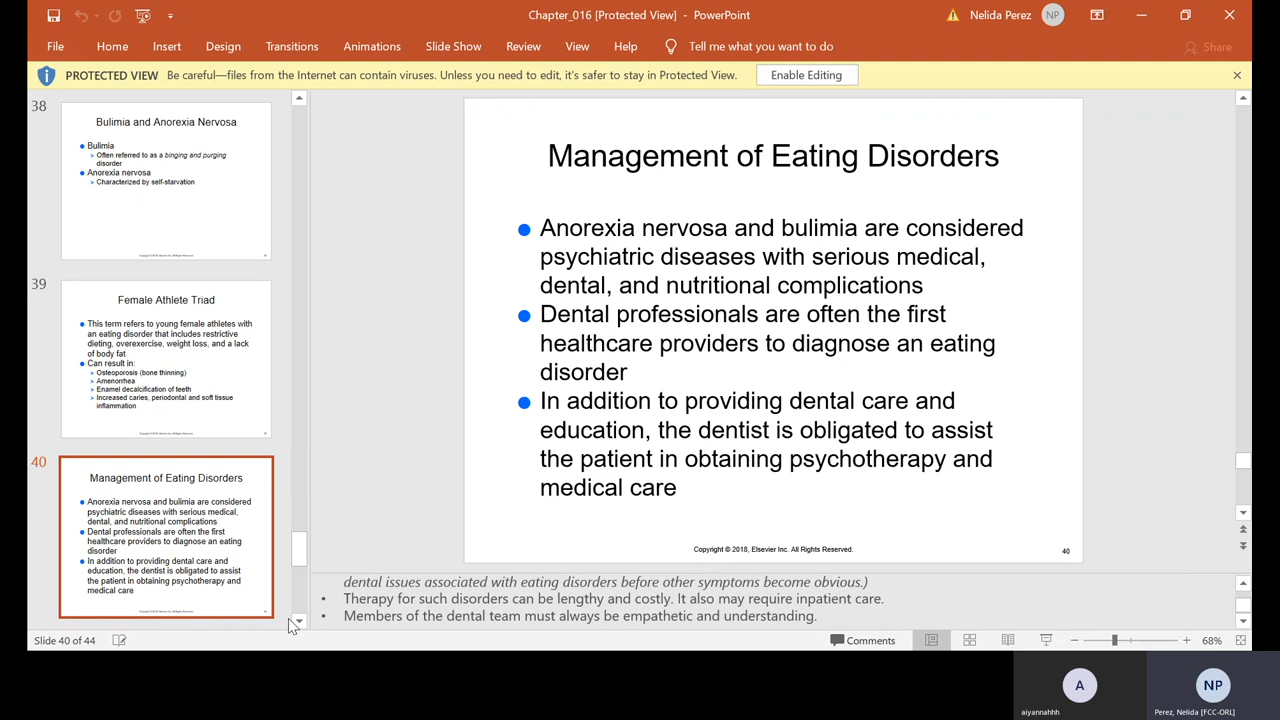 Chapter_016 [Protected View] - PowerPoint
Nelida Perez
NP
File Home Insert Design Transitions Animations Slide Show Review View Help Tell me what you want to do
Share
PROTECTED VIEW Be careful—files from the Internet can contain viruses. Unless you need to edit, it's safer to stay in Protected View.
Enable Editing
38
Bulimia and Anorexia Nervosa
Bulimia
Often referred to as a binging and purging
disorder
Anorexia nervosa
Characterized by self-starvation
39
Female Athlete Triad
This term refers to young female athletes with
an eating disorder that includes restrictive
dieting, overexercise, weight loss, and a lack
of body fat
Can result in:
Osteoporosis (bone thinning)
Amenorrhea
Enamel decalcification of teeth
Increased caries, periodontal and soft tissue
inflammation
40
Management of Eating Disorders
Anorexia nervosa and bulimia are considered
psychiatric diseases with serious medical,
dental, and nutritional complications
Dental professionals are often the first
healthcare providers to diagnose an eating
disorder
In addition to providing dental care and
education, the dentist is obligated to assist
the patient in obtaining psychotherapy and
medical care
Management of Eating Disorders
Anorexia nervosa and bulimia are considered
psychiatric diseases with serious medical,
dental, and nutritional complications
Dental professionals are often the first
healthcare providers to diagnose an eating
disorder
In addition to providing dental care and
education, the dentist is obligated to assist
the patient in obtaining psychotherapy and
medical care
Copyright © 2018, Elsevier Inc. All Rights Reserved.
40
dental issues associated with eating disorders before other symptoms become obvious.)
• Therapy for such disorders can be lengthy and costly. It also may require inpatient care.
• Members of the dental team must always be empathetic and understanding.
Slide 40 of 44
Comments
68%
A
aiyannahhh
NP
Perez, Nelida [FCC-ORL]